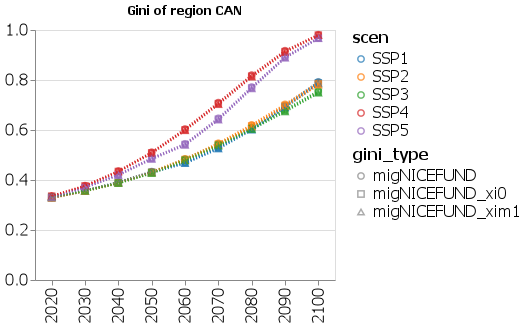 Gini of region CAN
1.0
0.8
0.6
0.4
0.2
0.0
2020
2030
2040
2050
2060
2070
2080
2090
2100
scen
SSP1
SSP2
SSP3
SSP4
SSP5
gini_type
migNICEFUND
migNICEFUND_xi0
migNICEFUND_xim1